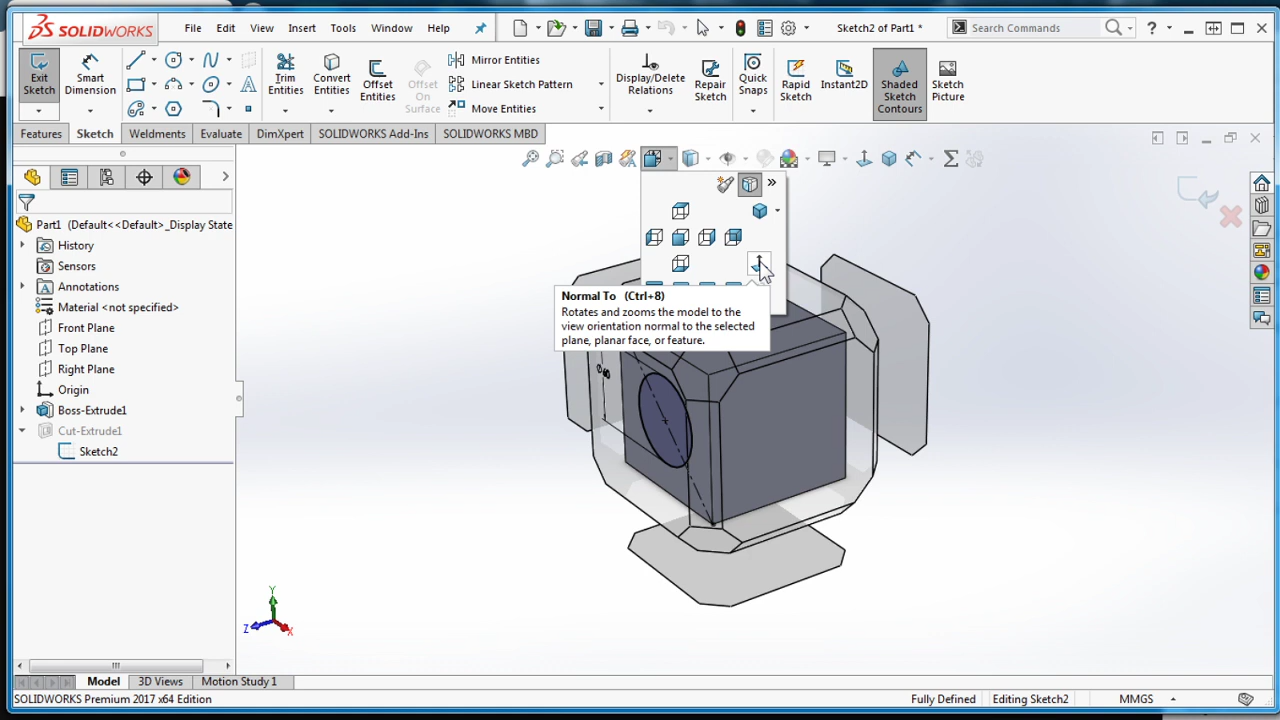 SOLIDWORKS
File Edit View Insert Tools Window Help
Sketch2 of Part1 *
Search Commands
Exit Sketch
Smart Dimension
Trim Entities
Convert Entities
Offset Entities
Offset On Surface
Mirror Entities
Linear Sketch Pattern
Move Entities
Display/Delete Relations
Repair Sketch
Quick Snaps
Rapid Sketch
Instant2D
Shaded Sketch Contours
Sketch Picture
Features Sketch Weldments Evaluate DimXpert SOLIDWORKS Add-Ins SOLIDWORKS MBD
Part1 (Default<<Default>_Display State
History
Sensors
Annotations
Material <not specified>
Front Plane
Top Plane
Right Plane
Origin
Boss-Extrude1
Cut-Extrude1
Sketch2
Normal To (Ctrl+8)
Rotates and zooms the model to the
view orientation normal to the selected
plane, planar face, or feature.
Y
Z
X
Model 3D Views Motion Study 1
SOLIDWORKS Premium 2017 x64 Edition
Fully Defined Editing Sketch2 MMGS